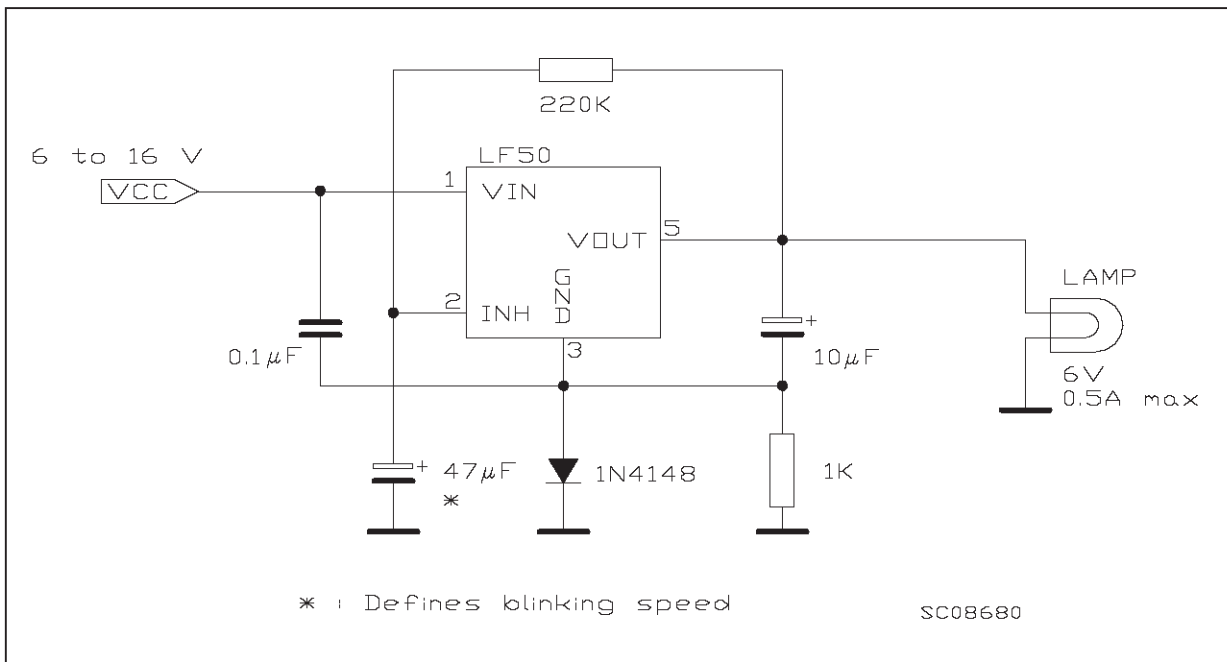 220K
6 to 16 V
LF50
VCC
1
VIN
VOUT
5
GND
2
INH
3
0.1µF
10µF
LAMP
6V
0.5A max
47µF
*
1N4148
1K
* : Defines blinking speed
SC08680
+
+